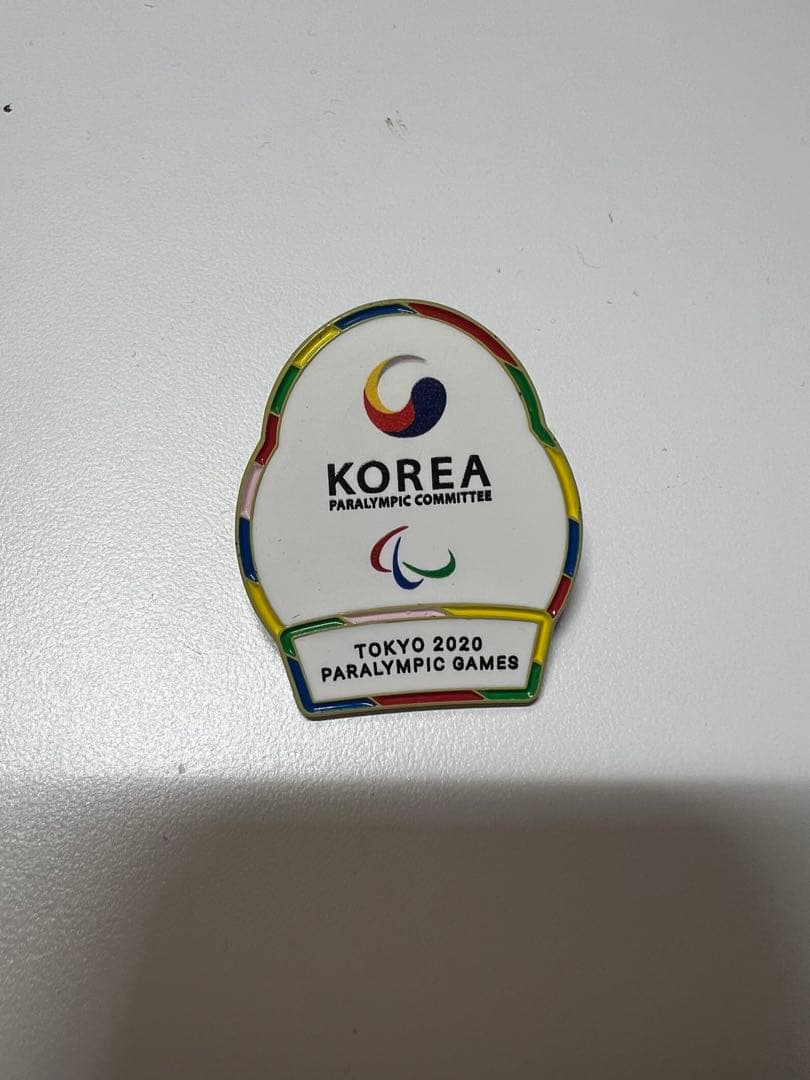 KOREA
PARALYMPIC COMMITTEE
TOKYO 2020
PARALYMPIC GAMES